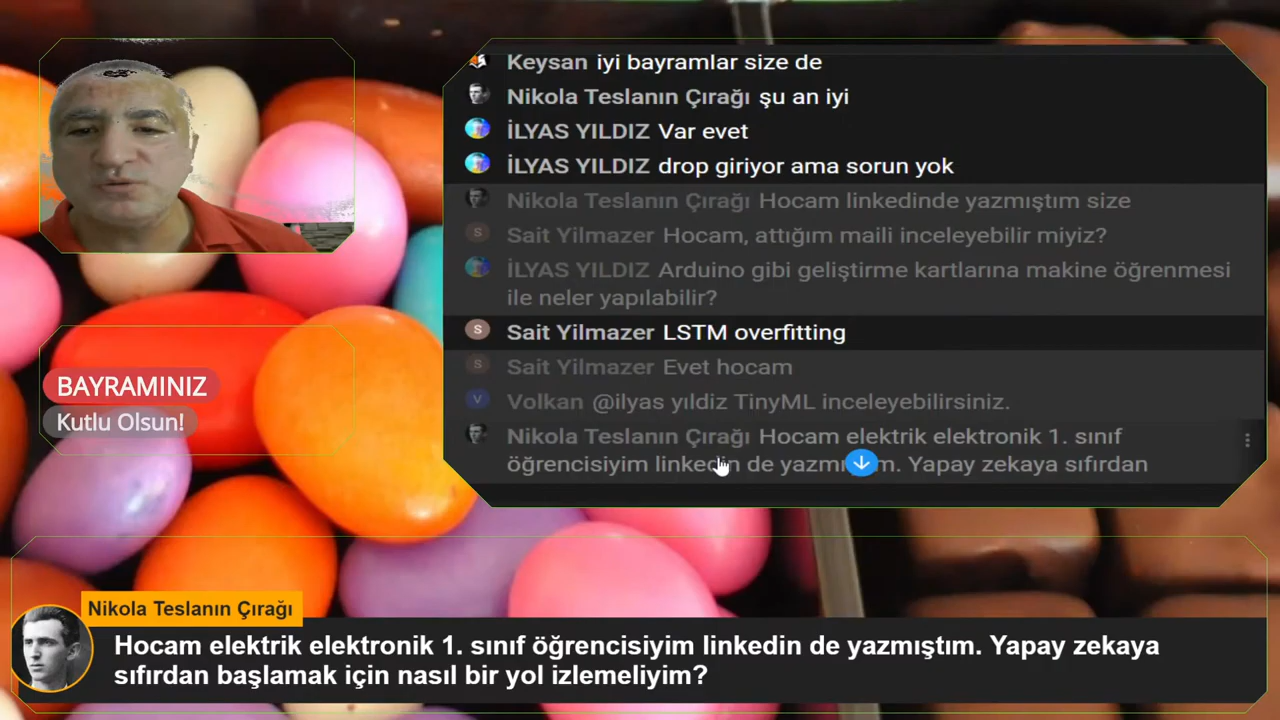 Keysan iyi bayramlar size de
Nikola Teslanın Çırağı şu an iyi
İLYAS YILDIZ Var evet
İLYAS YILDIZ drop giriyor ama sorun yok
Nikola Teslanın Çırağı Hocam linkedinde yazmıştım size
S Sait Yilmazer Hocam, attığım maili inceleyebilir miyiz?
İLYAS YILDIZ Arduino gibi geliştirme kartlarına makine öğrenmesi
ile neler yapılabilir?
S Sait Yilmazer LSTM overfitting
S Sait Yilmazer Evet hocam
V Volkan @ilyas yıldiz TinyML inceleyebilirsiniz.
Nikola Teslanın Çırağı Hocam elektrik elektronik 1. sınıf
öğrencisiyim linkedin de yazmıştım. Yapay zekaya sıfırdan
BAYRAMINIZ
Kutlu Olsun!
Nikola Teslanın Çırağı
Hocam elektrik elektronik 1. sınıf öğrencisiyim linkedin de yazmıştım. Yapay zekaya
sıfırdan başlamak için nasıl bir yol izlemeliyim?